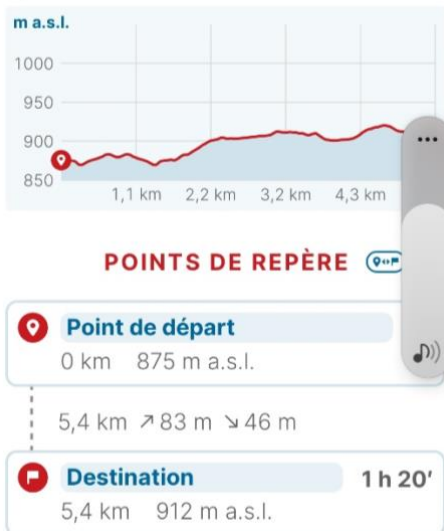 m a.s.l.
1000
950
900
850
1,1 km 2,2 km 3,2 km 4,3 km
POINTS DE REPÈRE
Point de départ
0 km 875 m a.s.l.
5,4 km ↗ 83 m ↘ 46 m
Destination 1 h 20′
5,4 km 912 m a.s.l.